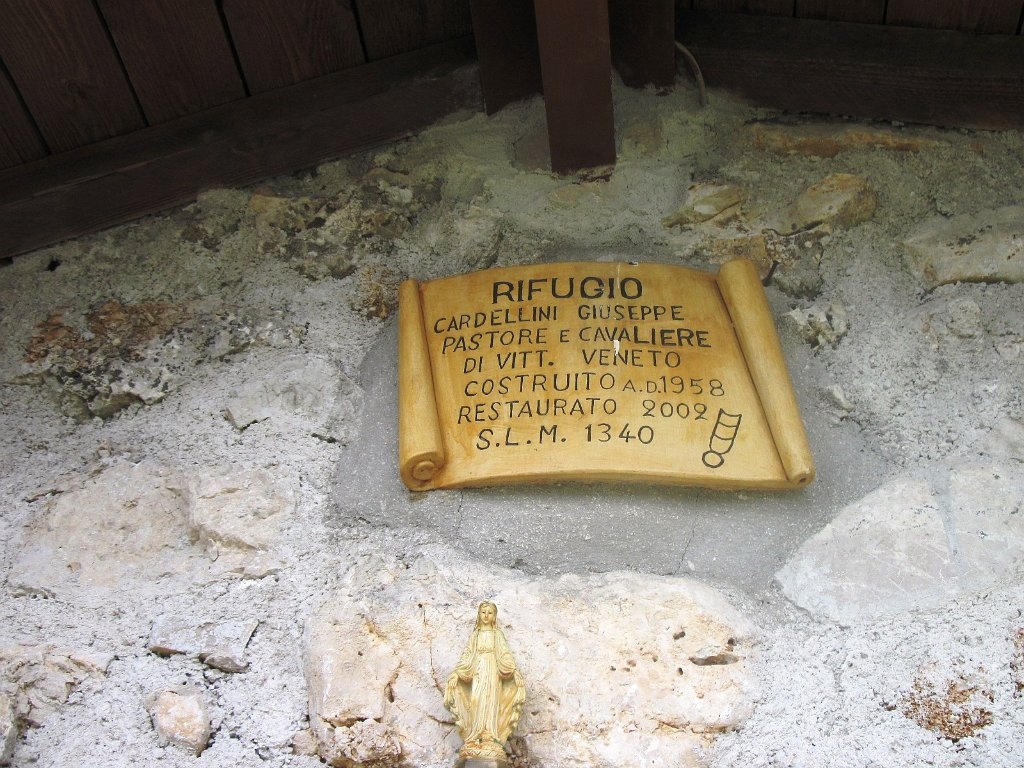 RIFUGIO
CARDELLINI GIUSEPPE
PASTORE E CAVALIERE
DI VITT. VENETO
COSTRUITO A.D.1958
RESTAURATO 2002
S.L.M. 1340